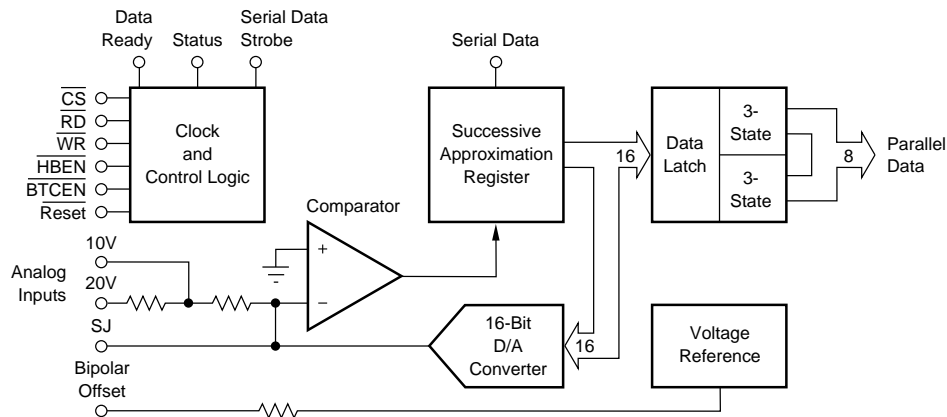 Data
Ready
Status
Serial Data
Strobe
Serial Data
CS
RD
WR
HBEN
BTCEN
Reset
Clock
and
Control Logic
Successive
Approximation
Register
16
Data
Latch
3-
State
3-
State
8
Parallel
Data
Comparator
10V
Analog
Inputs
20V
SJ
Bipolar
Offset
+
–
16-Bit
D/A
Converter
16
Voltage
Reference